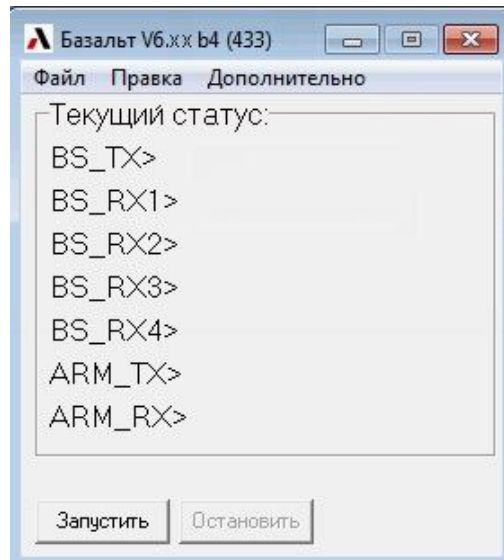 Базальт V6.xx b4 (433)
Файл Правка Дополнительно
Текущий статус:
BS_TX>
BS_RX1>
BS_RX2>
BS_RX3>
BS_RX4>
ARM_TX>
ARM_RX>
Запустить Остановить